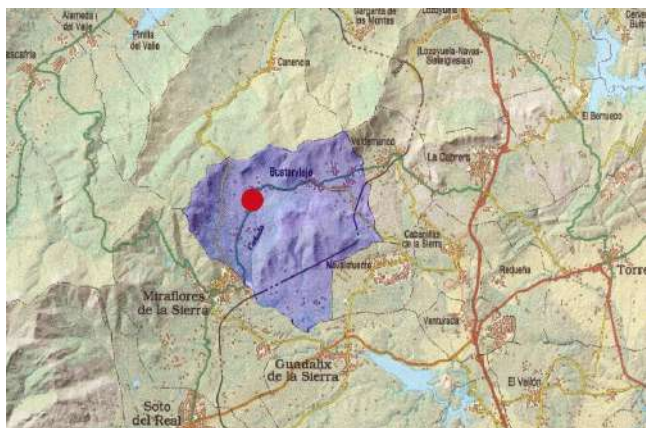 Alameda
del Valle
Pinilla
del Valle
Garganta de
los Montes
Lozoyuela
(Lozoyuela-Navas-
Sieteiglesias)
Canencia
El Berrueco
Valdemanco
La Cabrera
Bustarviejo
Cabanillas
de la Sierra
Navalafuente
Redueña
Miraflores
de la Sierra
Torre
Venturada
Guadalix
de la Sierra
El Vellón
Soto
del Real